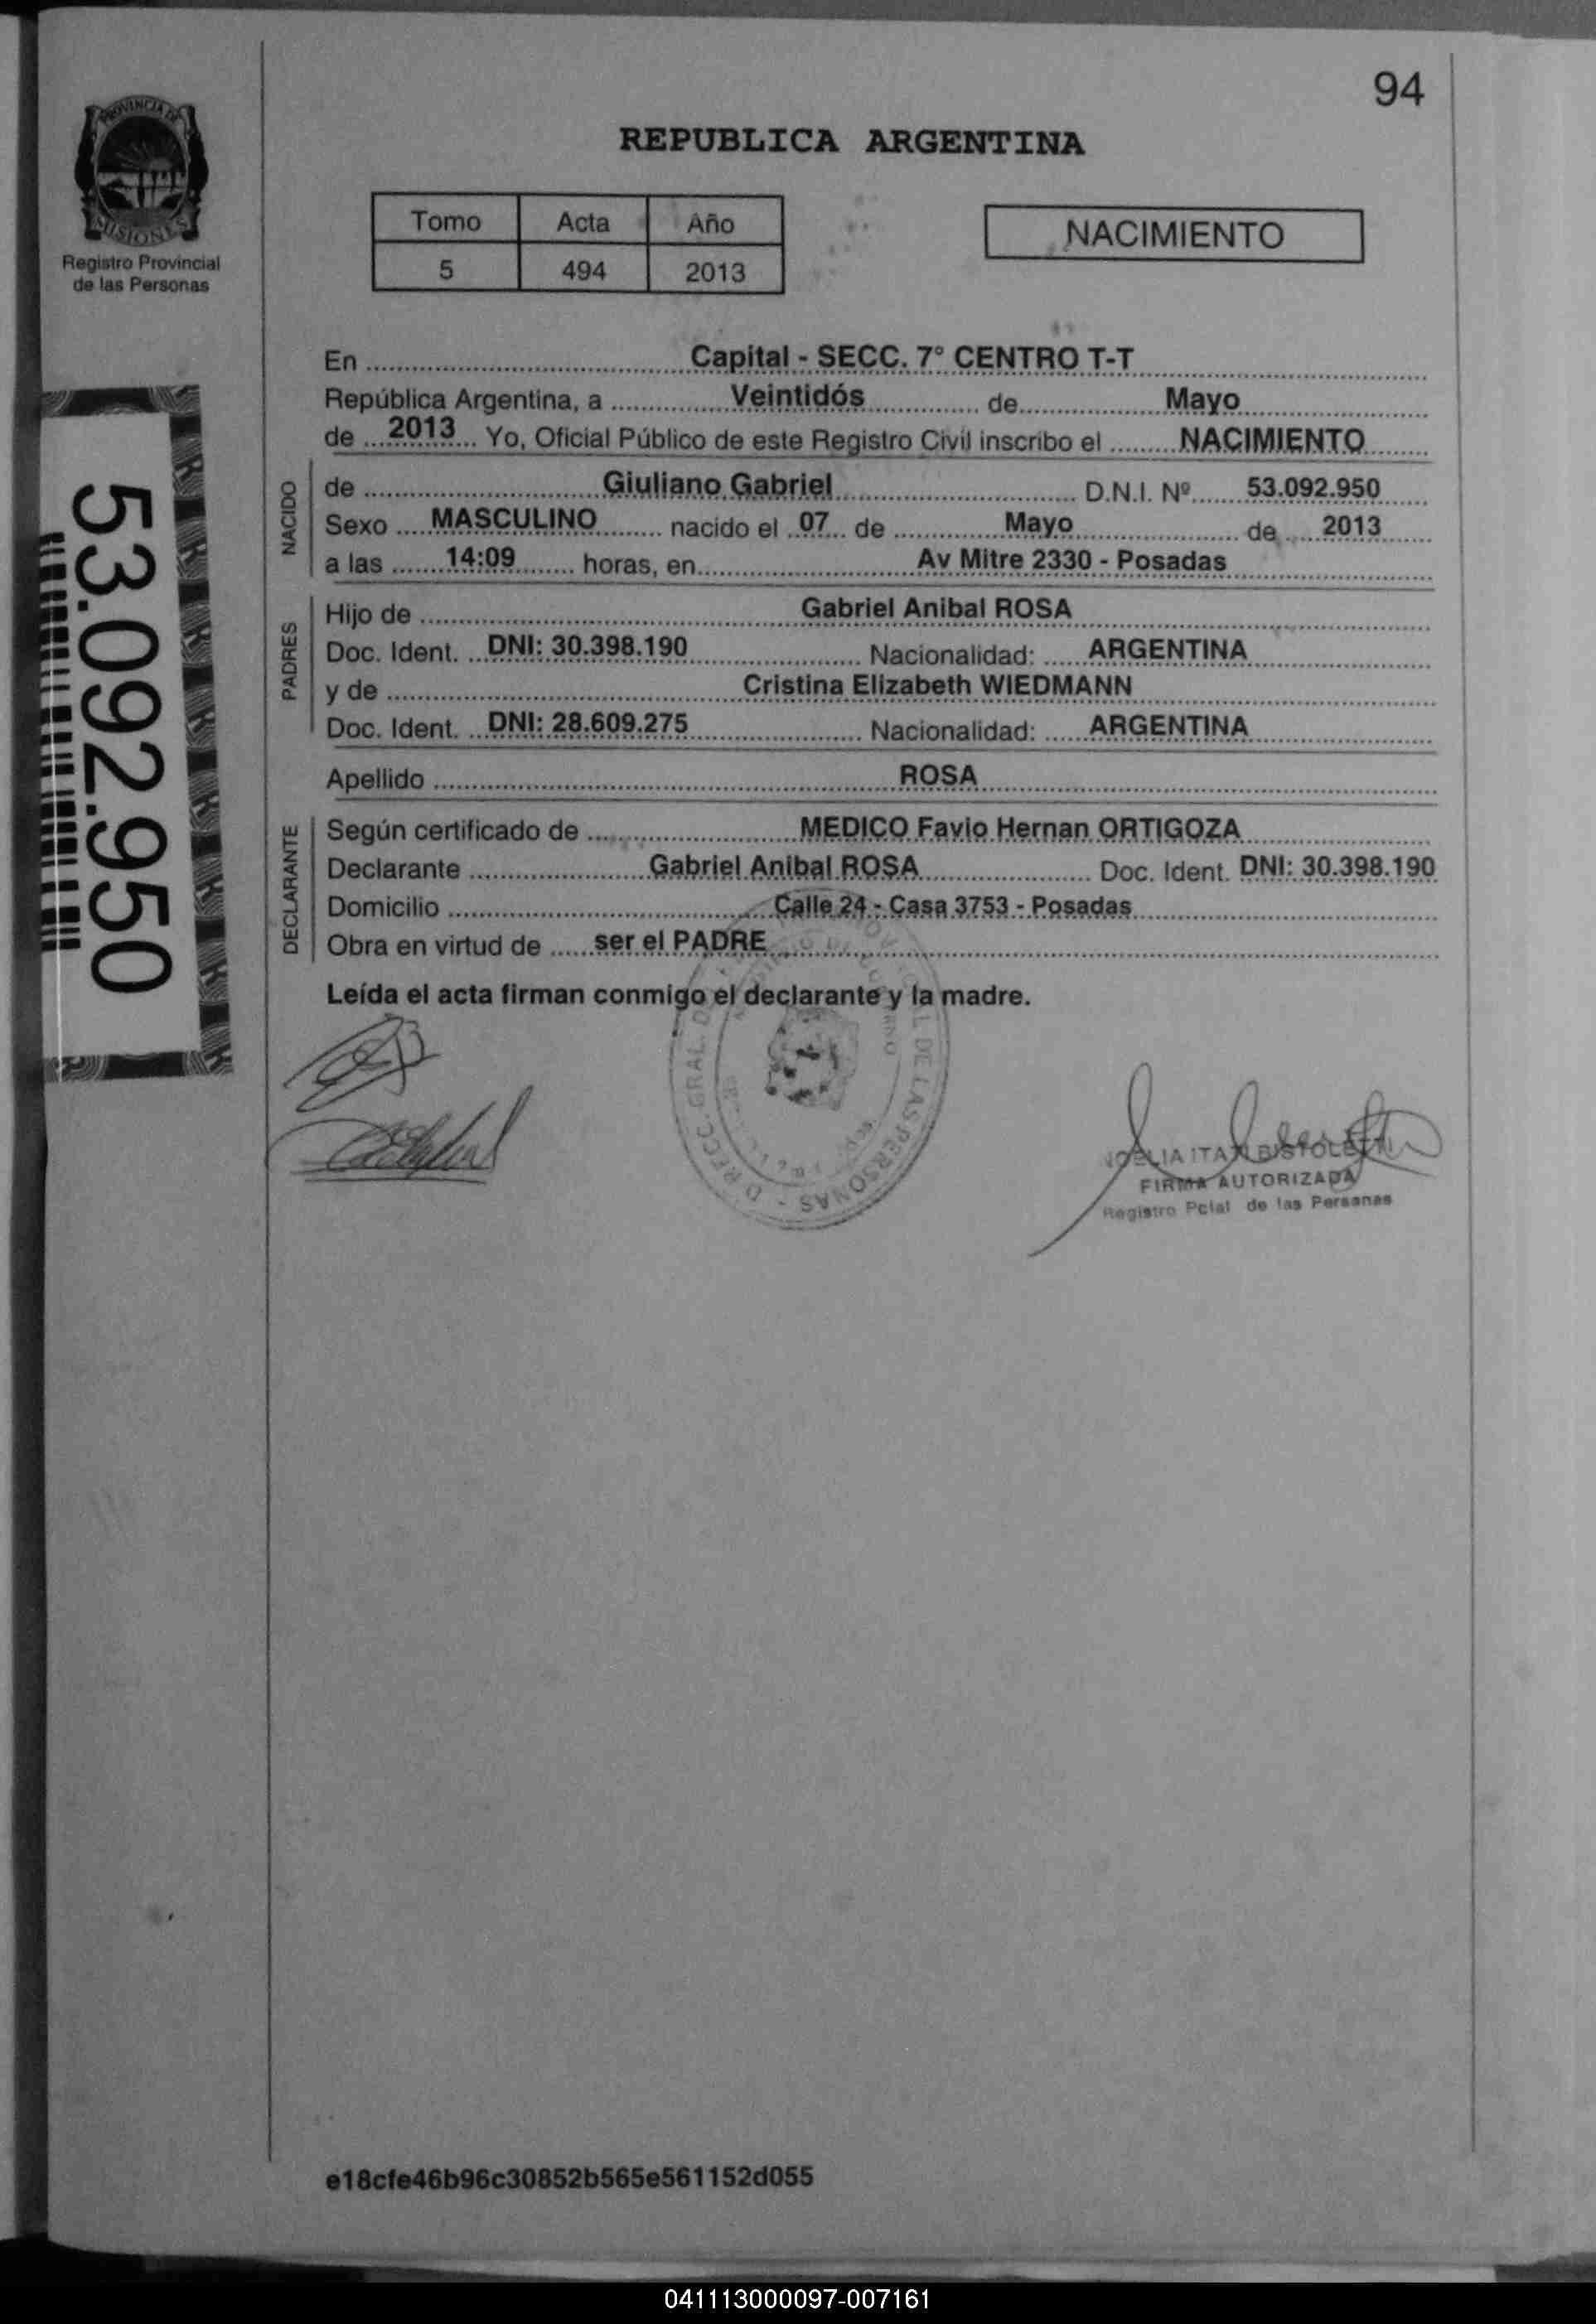 94
PROVINCIA DE
MISIONES
Registro Provincial
de las Personas
REPUBLICA ARGENTINA
Tomo Acta Año
5 494 2013
NACIMIENTO
En Capital - SECC. 7° CENTRO T-T
República Argentina, a Veintidós de Mayo
de 2013 Yo, Oficial Público de este Registro Civil inscribo el NACIMIENTO
NACIDO
de Giuliano Gabriel D.N.I. Nº 53.092.950
Sexo MASCULINO nacido el 07 de Mayo de 2013
a las 14:09 horas, en Av Mitre 2330 - Posadas
PADRES
Hijo de Gabriel Anibal ROSA
Doc. Ident. DNI: 30.398.190 Nacionalidad: ARGENTINA
y de Cristina Elizabeth WIEDMANN
Doc. Ident. DNI: 28.609.275 Nacionalidad: ARGENTINA
Apellido ROSA
DECLARANTE
Según certificado de MEDICO Favio Hernan ORTIGOZA
Declarante Gabriel Anibal ROSA Doc. Ident. DNI: 30.398.190
Domicilio Calle 24 - Casa 3753 - Posadas
Obra en virtud de ser el PADRE
Leída el acta firman conmigo el declarante y la madre.
53.092.950
GRAL. DE LAS PERSONAS
FIRMA AUTORIZADA
Registro Pcial de las Personas
e18cfe46b96c30852b565e561152d055
041113000097-007161